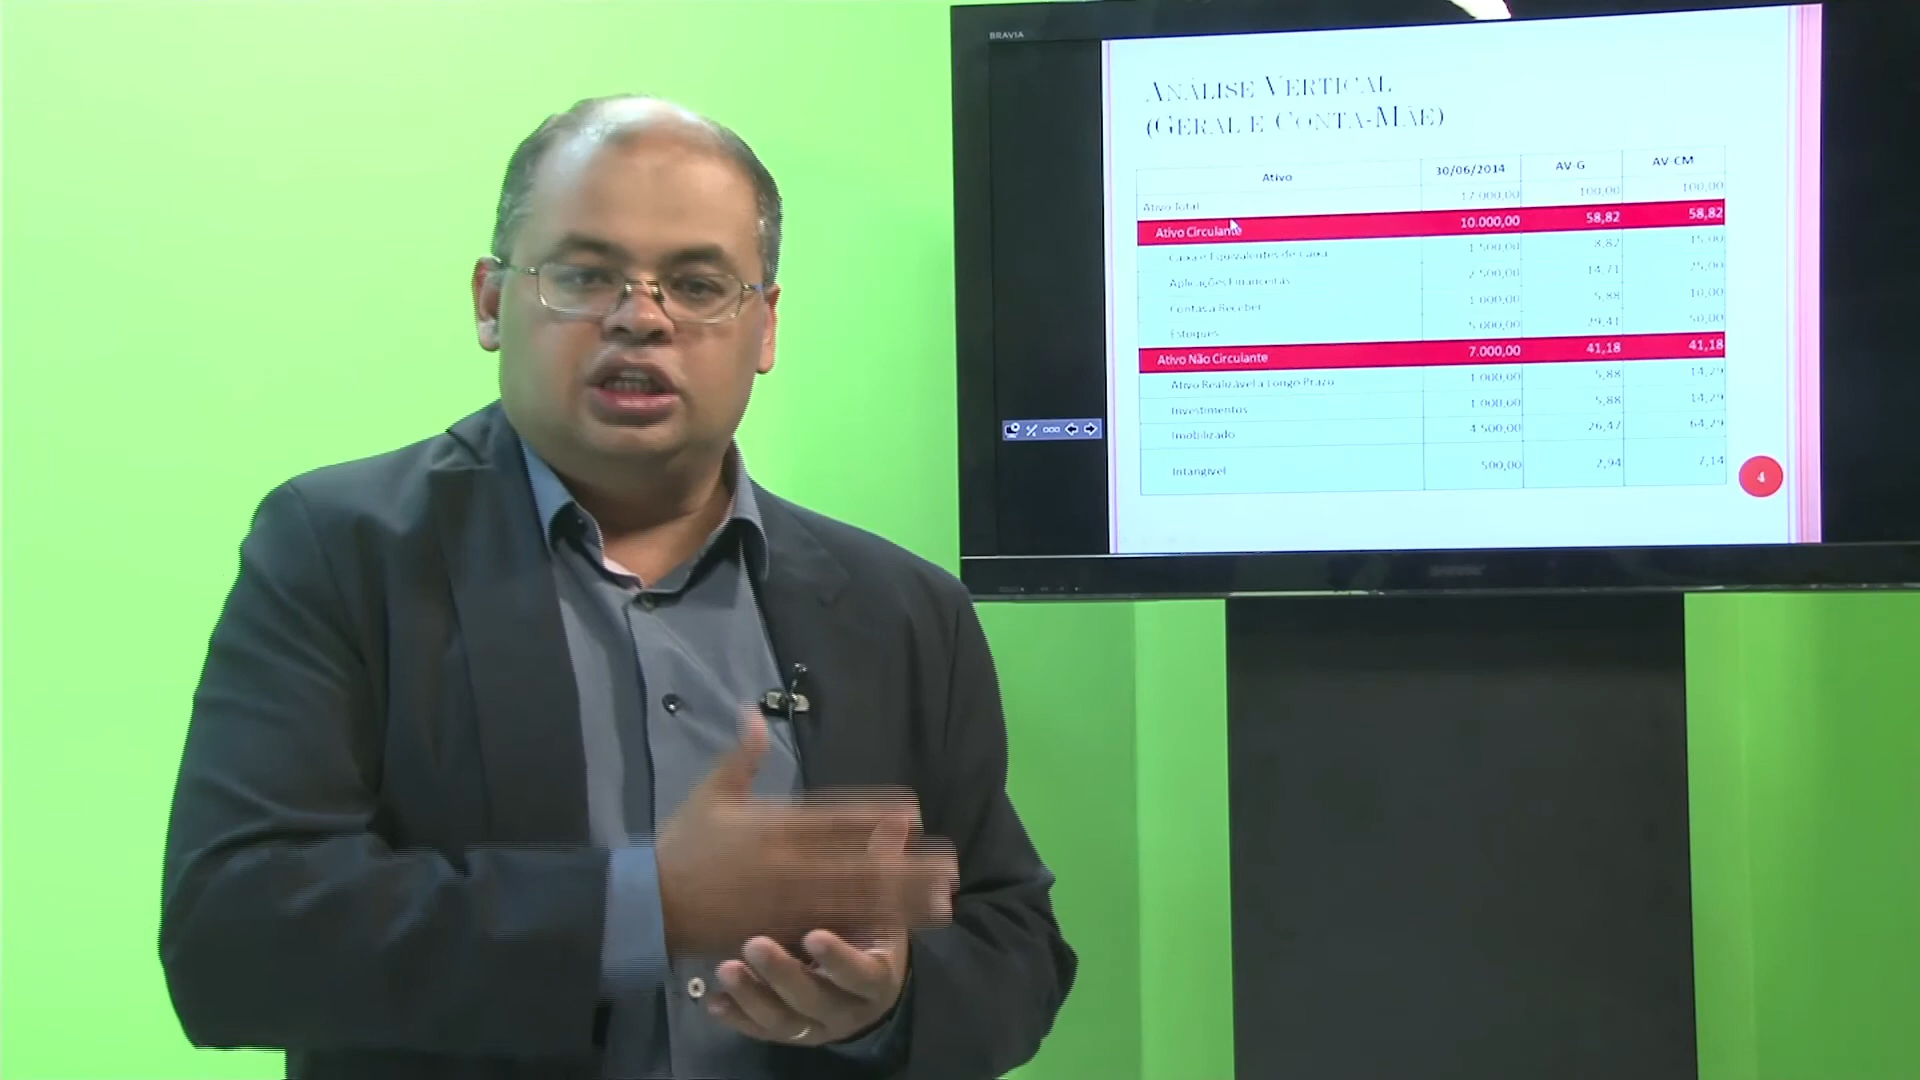 BRAVIA
ANÁLISE VERTICAL
(GERAL E CONTA-MÃE)
Ativo 30/06/2014 AV-G AV-CM
Ativo Total 17.000,00 100,00 100,00
Ativo Circulante 10.000,00 58,82 58,82
Caixa e Equivalentes de Caixa 1.500,00 8,82 15,00
Aplicações Financeiras 2.500,00 14,71 25,00
Contas a Receber 1.000,00 5,88 10,00
Estoques 5.000,00 29,41 50,00
Ativo Não Circulante 7.000,00 41,18 41,18
Ativo Realizável a Longo Prazo 1.000,00 5,88 14,29
Investimentos 1.000,00 5,88 14,29
Imobilizado 4.500,00 26,47 64,29
Intangível 500,00 2,94 7,14
4